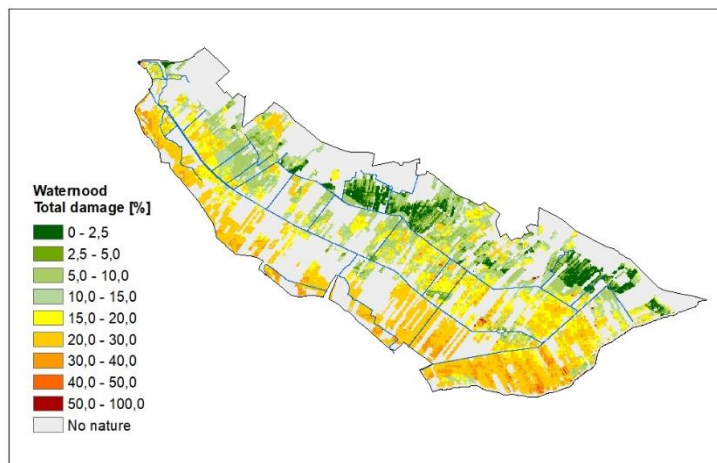 Waternood
Total damage [%]
0 - 2,5
2,5 - 5,0
5,0 - 10,0
10,0 - 15,0
15,0 - 20,0
20,0 - 30,0
30,0 - 40,0
40,0 - 50,0
50,0 - 100,0
No nature